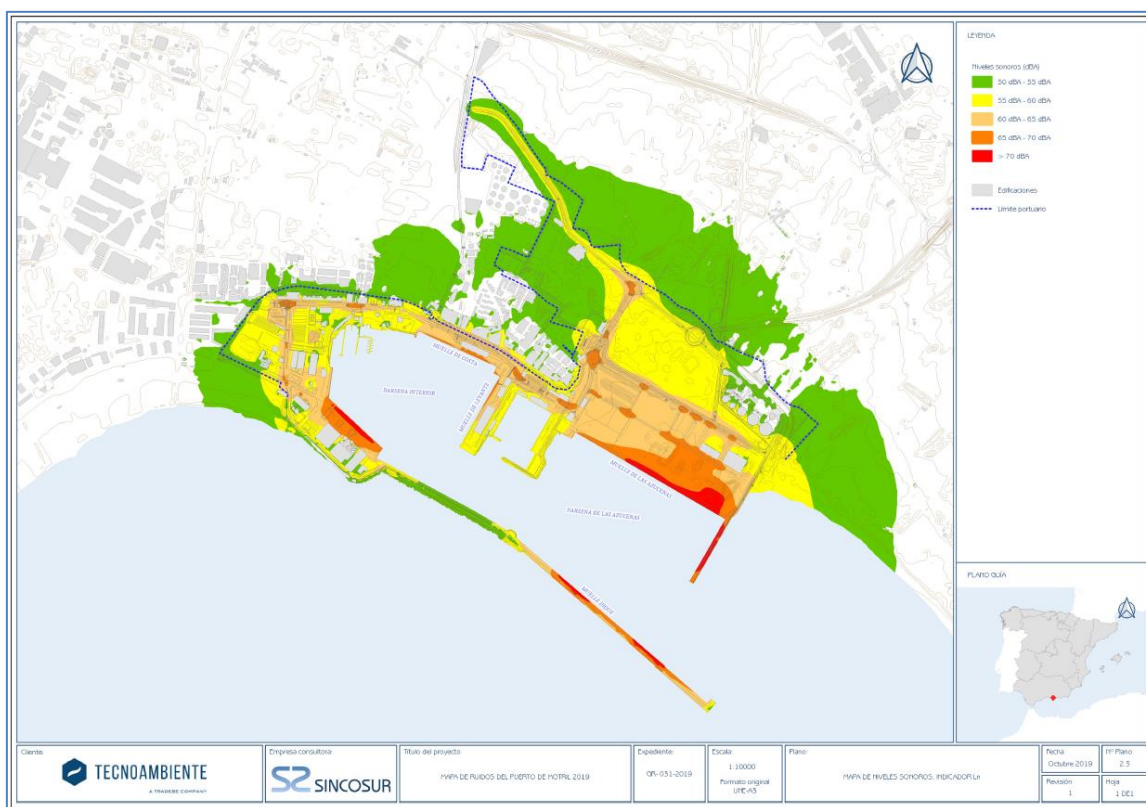 LEYENDA
Niveles sonoros (dBA)
50 dBA - 55 dBA
55 dBA - 60 dBA
60 dBA - 65 dBA
65 dBA - 70 dBA
> 70 dBA
Edificaciones
Límite portuario
MUELLE DE COSTA
DÁRSENA INTERIOR
MUELLE DE LEVANTE
MUELLE DE LAS AZUCENAS
DÁRSENA DE LAS AZUCENAS
MUELLE DIQUE
PLANO GUÍA
Cliente:
TECNOAMBIENTE
A TRADEBE COMPANY
Empresa consultora:
SINCOSUR
Título del proyecto:
MAPA DE RUIDOS DEL PUERTO DE MOTRIL 2019
Expediente:
OR-031-2019
Escala:
1:10000
Formato original
UNE-A3
Plano:
MAPA DE NIVELES SONOROS: INDICADOR Ln
Fecha
Octubre 2019
Revisión
1
Nº Plano
2.3
Hoja
1 DE1